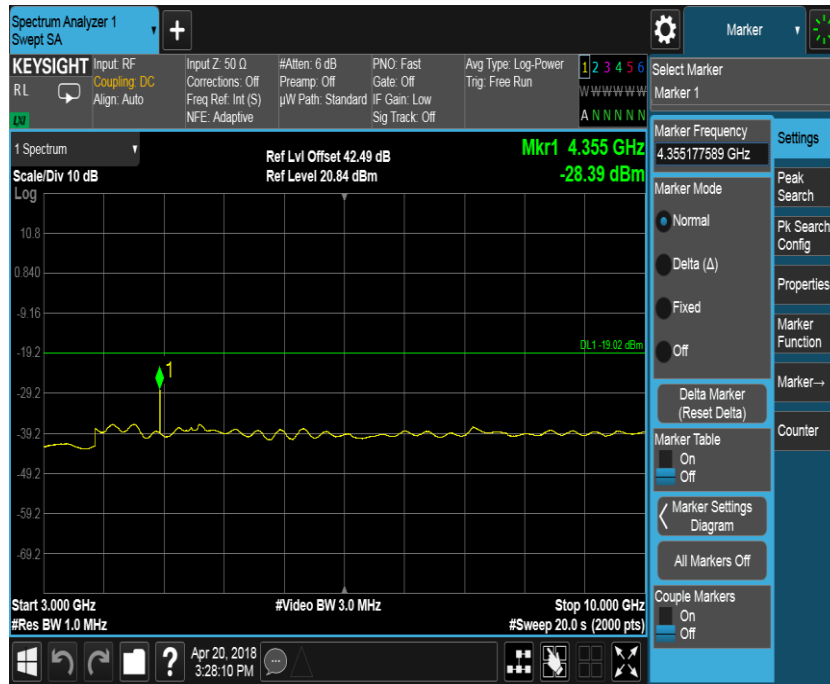 Spectrum Analyzer 1
Swept SA
+
Marker
KEYSIGHT
RL
LXI
Input: RF
Coupling: DC
Align: Auto
Input Z: 50 Ω
Corrections: Off
Freq Ref: Int (S)
NFE: Adaptive
#Atten: 6 dB
Preamp: Off
µW Path: Standard
PNO: Fast
Gate: Off
IF Gain: Low
Sig Track: Off
Avg Type: Log-Power
Trig: Free Run
1 2 3 4 5 6
W W W W W W
A N N N N N
Select Marker
Marker 1
1 Spectrum
Scale/Div 10 dB
Log
Ref Lvl Offset 42.49 dB
Ref Level 20.84 dBm
Mkr1 4.355 GHz
-28.39 dBm
10.8
0.840
-9.16
-19.2
-29.2
-39.2
-49.2
-59.2
-69.2
DL1 -19.02 dBm
1
Start 3.000 GHz
#Res BW 1.0 MHz
#Video BW 3.0 MHz
Stop 10.000 GHz
#Sweep 20.0 s (2000 pts)
Marker Frequency
4.355177589 GHz
Marker Mode
Normal
Delta (Δ)
Fixed
Off
Delta Marker
(Reset Delta)
Marker Table
On
Off
Marker Settings
Diagram
All Markers Off
Couple Markers
On
Off
Settings
Peak
Search
Pk Search
Config
Properties
Marker
Function
Marker→
Counter
?
Apr 20, 2018
3:28:10 PM